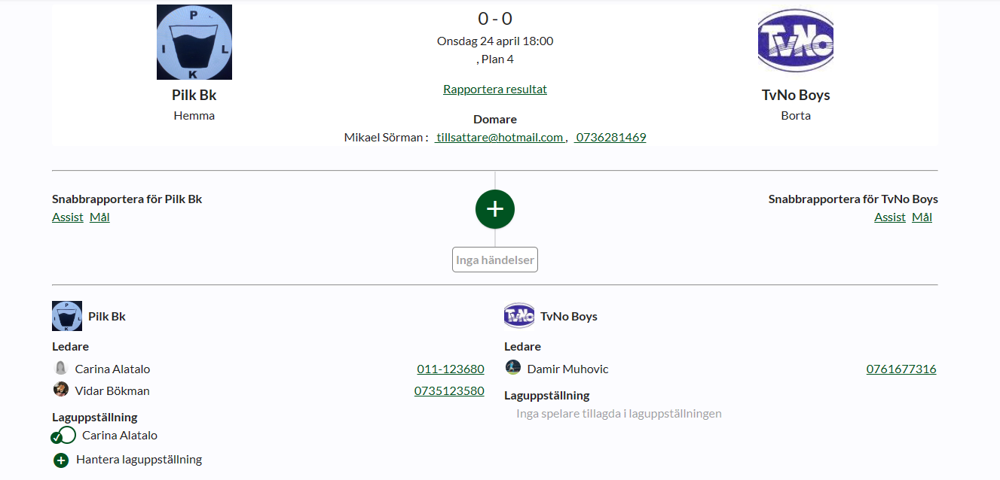 P
I L
K
TVNO
0 - 0
Onsdag 24 april 18:00
, Plan 4
Rapportera resultat
Pilk Bk
Hemma
TvNo Boys
Borta
Domare
Mikael Sörman : tillsattare@hotmail.com , 0736281469
Snabbrapportera för Pilk Bk
Assist Mål
Snabbrapportera för TvNo Boys
Assist Mål
+
Inga händelser
P
I L
K
Pilk Bk
Ledare
Carina Alatalo 011-123680
Vidar Bökman 0735123580
Laguppställning
Carina Alatalo
Hantera laguppställning
TVNO
TvNo Boys
Ledare
Damir Muhovic 0761677316
Laguppställning
Inga spelare tillagda i laguppställningen